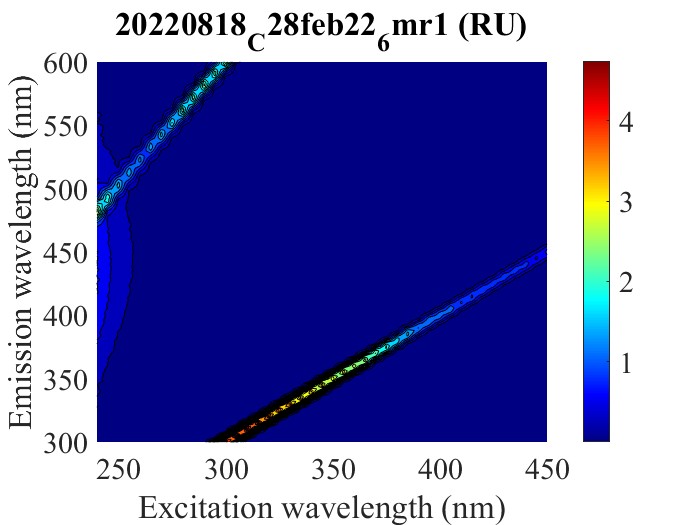 20220818C28feb226mr1 (RU)
Emission wavelength (nm)
600
550
500
450
400
350
300
250 300 350 400 450
Excitation wavelength (nm)
4
3
2
1